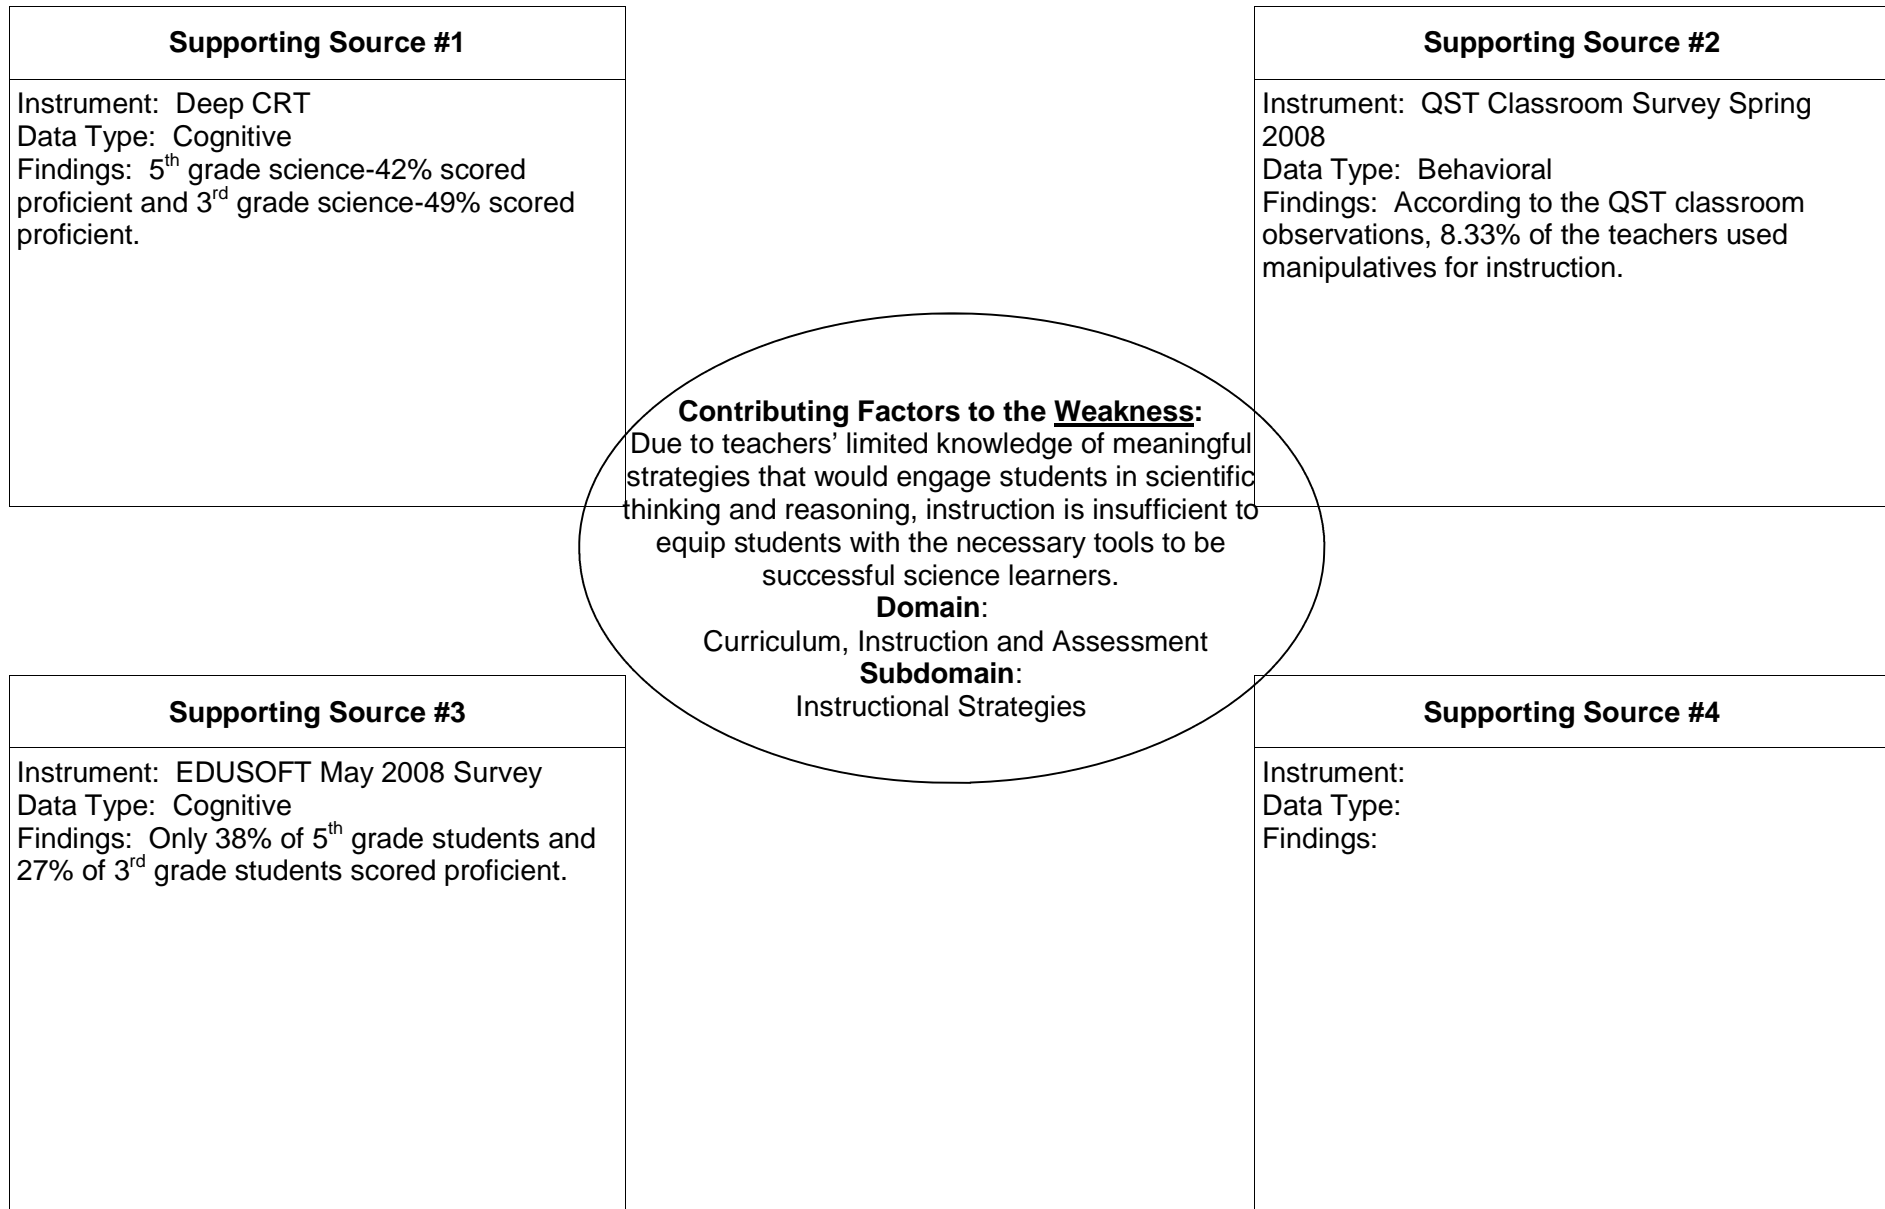 Supporting Source #1
Instrument:  Deep CRT
Data Type:  Cognitive
Findings:  5th grade science-42% scored
proficient and 3rd grade science-49% scored
proficient.
Supporting Source #2
Instrument:  QST Classroom Survey Spring
2008
Data Type:  Behavioral
Findings:  According to the QST classroom
observations, 8.33% of the teachers used
manipulatives for instruction.
Contributing Factors to the Weakness:
Due to teachers’ limited knowledge of meaningful
strategies that would engage students in scientific
thinking and reasoning, instruction is insufficient to
equip students with the necessary tools to be
successful science learners.
Domain:
Curriculum, Instruction and Assessment
Subdomain:
Instructional Strategies
Supporting Source #3
Instrument:  EDUSOFT May 2008 Survey
Data Type:  Cognitive
Findings:  Only 38% of 5th grade students and
27% of 3rd grade students scored proficient.
Supporting Source #4
Instrument:
Data Type:
Findings: